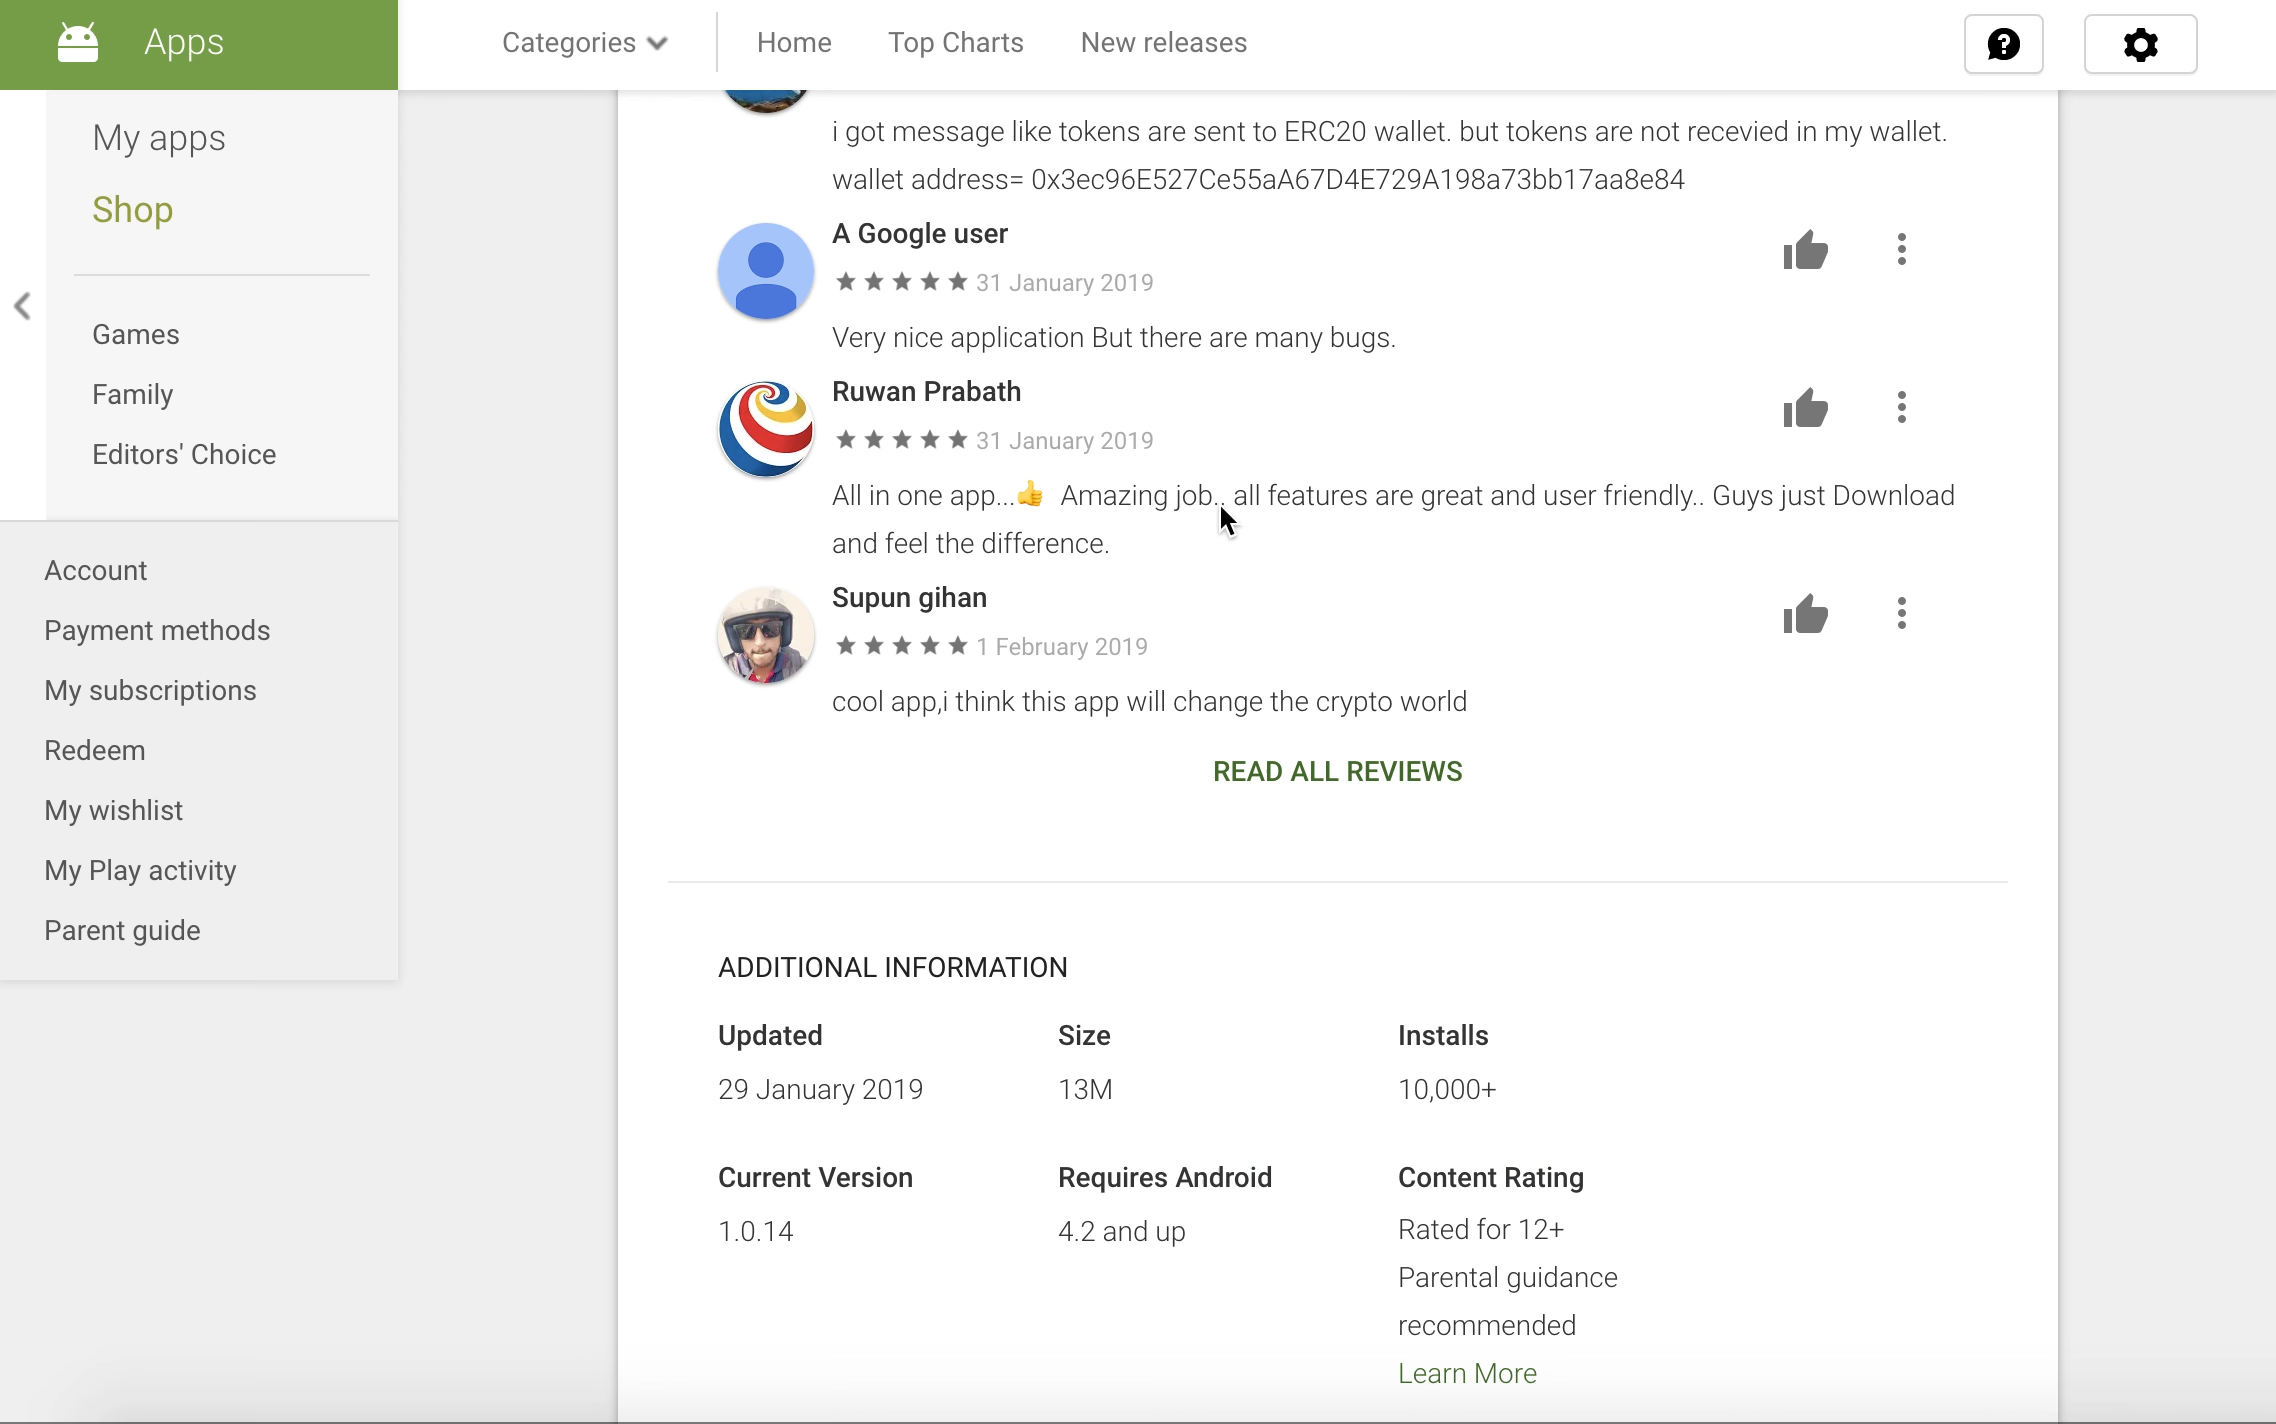 Apps
Categories
Home
Top Charts
New releases
My apps
Shop
Games
Family
Editors' Choice
Account
Payment methods
My subscriptions
Redeem
My wishlist
My Play activity
Parent guide
i got message like tokens are sent to ERC20 wallet. but tokens are not recevied in my wallet.
wallet address= 0x3ec96E527Ce55aA67D4E729A198a73bb17aa8e84
A Google user
★★★★★ 31 January 2019
Very nice application But there are many bugs.
Ruwan Prabath
★★★★★ 31 January 2019
All in one app...👍 Amazing job.. all features are great and user friendly.. Guys just Download
and feel the difference.
Supun gihan
★★★★★ 1 February 2019
cool app,i think this app will change the crypto world
READ ALL REVIEWS
ADDITIONAL INFORMATION
Updated
29 January 2019
Size
13M
Installs
10,000+
Current Version
1.0.14
Requires Android
4.2 and up
Content Rating
Rated for 12+
Parental guidance
recommended
Learn More